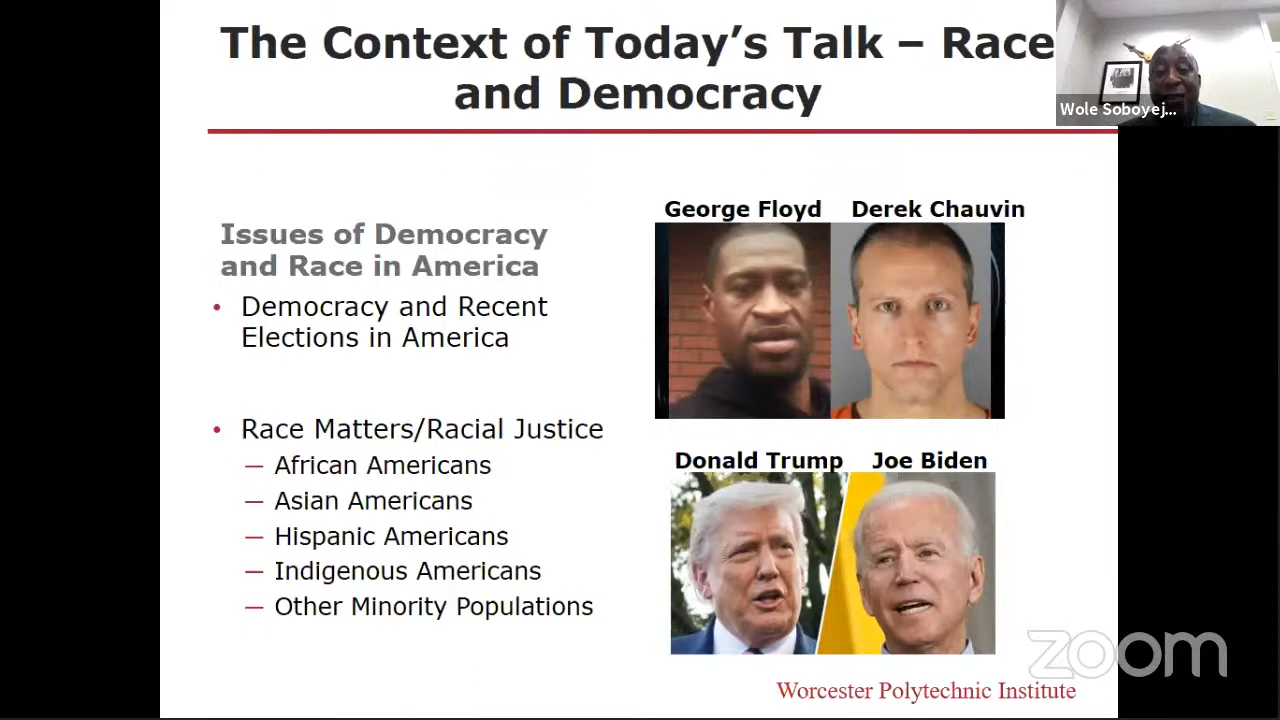 The Context of Today's Talk – Race
and Democracy
Wole Soboyej...
Issues of Democracy
and Race in America
• Democracy and Recent
Elections in America
• Race Matters/Racial Justice
— African Americans
— Asian Americans
— Hispanic Americans
— Indigenous Americans
— Other Minority Populations
George Floyd Derek Chauvin
Donald Trump Joe Biden
zoom
Worcester Polytechnic Institute